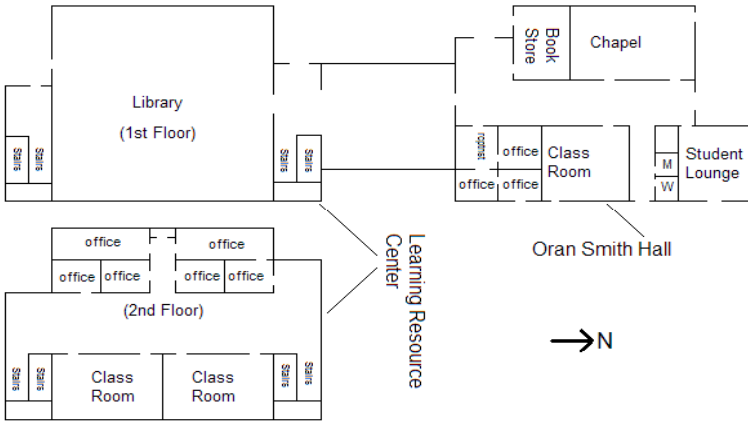 Book
Store
Chapel
Library
(1st Floor)
Stairs
Stairs
Stairs
Stairs
office
Class
Room
office
office
M
W
Student
Lounge
Oran Smith Hall
Learning Resource
Center
office
office
office
office
office
office
(2nd Floor)
N
Stairs
Stairs
Class
Room
Class
Room
Stairs
Stairs